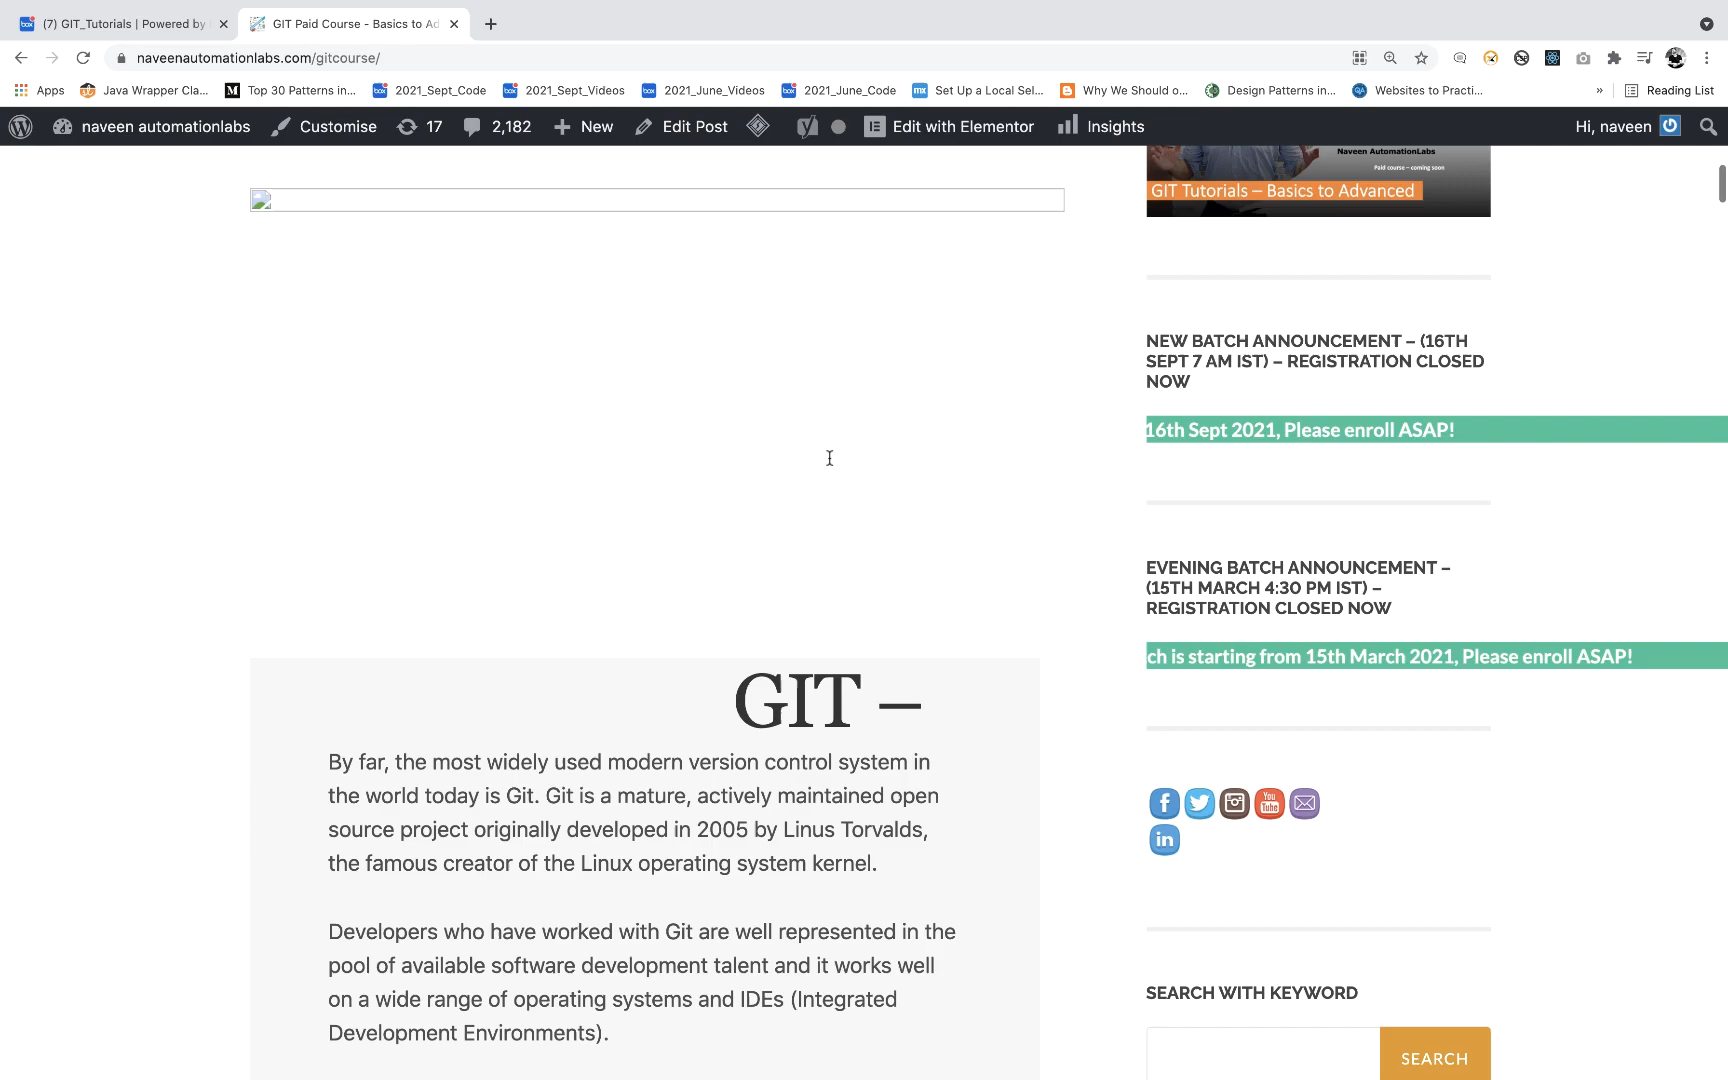 (7) GIT_Tutorials | Powered by
GIT Paid Course - Basics to Ad
naveenautomationlabs.com/gitcourse/
Apps
Java Wrapper Cla...
Top 30 Patterns in...
2021_Sept_Code
2021_Sept_Videos
2021_June_Videos
2021_June_Code
Set Up a Local Sel...
Why We Should o...
Design Patterns in...
Websites to Practi...
»
Reading List
naveen automationlabs
Customise
17
2,182
New
Edit Post
Edit with Elementor
Insights
Hi, naveen
Naveen AutomationLabs
Paid course – coming soon
GIT Tutorials – Basics to Advanced
NEW BATCH ANNOUNCEMENT – (16TH
SEPT 7 AM IST) – REGISTRATION CLOSED
NOW
16th Sept 2021, Please enroll ASAP!
EVENING BATCH ANNOUNCEMENT –
(15TH MARCH 4:30 PM IST) –
REGISTRATION CLOSED NOW
ch is starting from 15th March 2021, Please enroll ASAP!
GIT –
By far, the most widely used modern version control system in
the world today is Git. Git is a mature, actively maintained open
source project originally developed in 2005 by Linus Torvalds,
the famous creator of the Linux operating system kernel.
Developers who have worked with Git are well represented in the
pool of available software development talent and it works well
on a wide range of operating systems and IDEs (Integrated
Development Environments).
You
Tube
in
SEARCH WITH KEYWORD
SEARCH